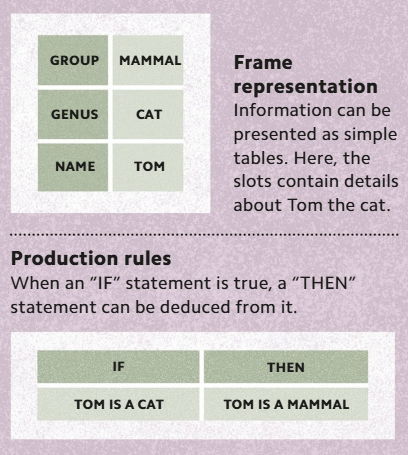 GROUP MAMMAL
GENUS CAT
NAME TOM
Frame
representation
Information can be
presented as simple
tables. Here, the
slots contain details
about Tom the cat.
Production rules
When an “IF” statement is true, a “THEN”
statement can be deduced from it.
IF THEN
TOM IS A CAT TOM IS A MAMMAL